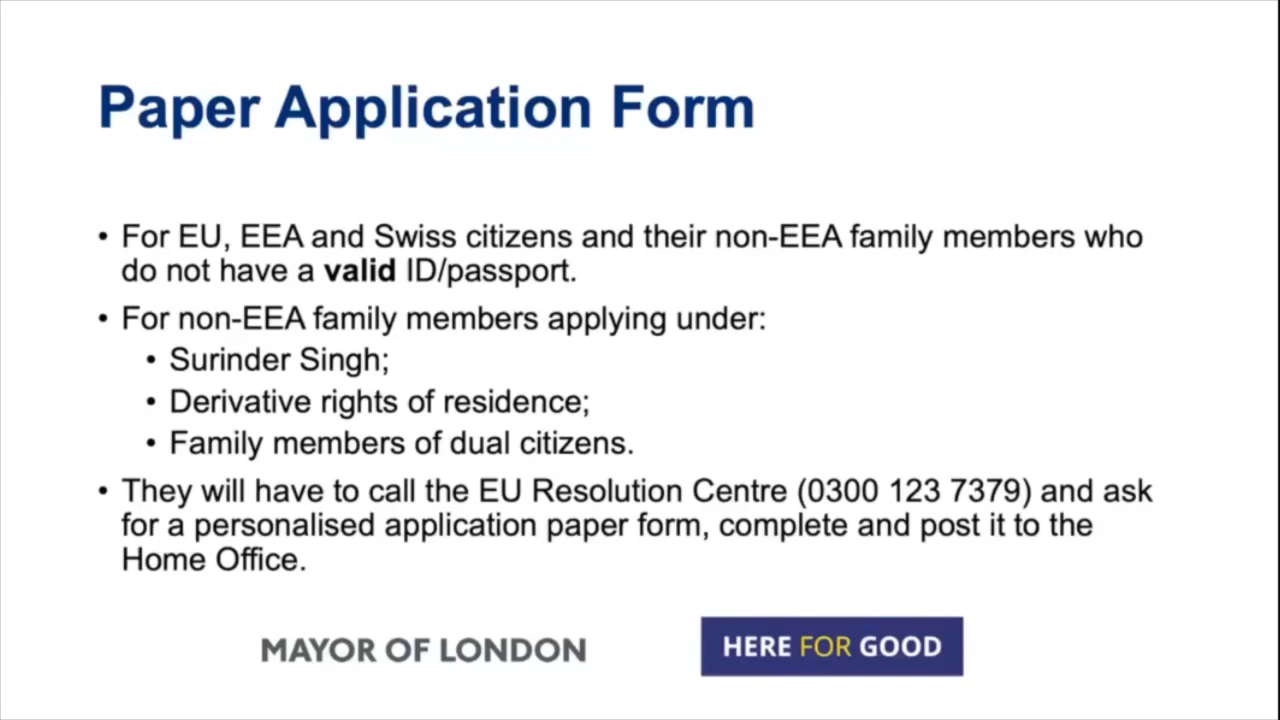 Paper Application Form
• For EU, EEA and Swiss citizens and their non-EEA family members who
do not have a valid ID/passport.
• For non-EEA family members applying under:
• Surinder Singh;
• Derivative rights of residence;
• Family members of dual citizens.
• They will have to call the EU Resolution Centre (0300 123 7379) and ask
for a personalised application paper form, complete and post it to the
Home Office.
MAYOR OF LONDON
HERE FOR GOOD